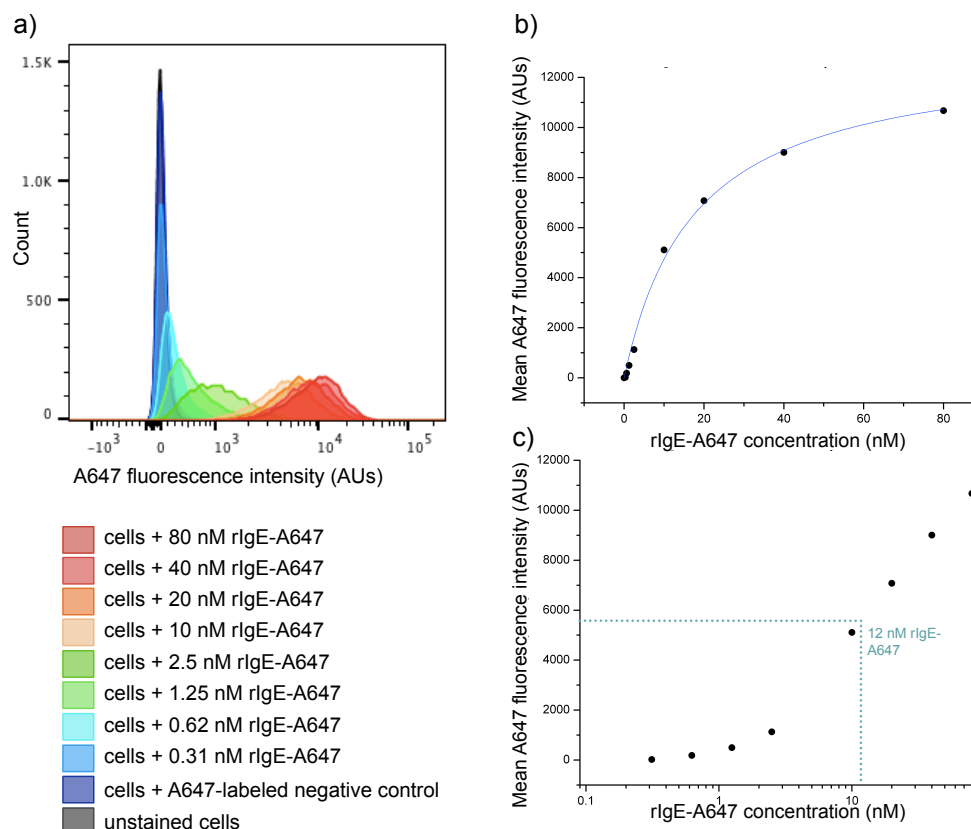 a)
1.5K
1.0K
500
0
Count
-10³
0
10³
10⁴
10⁵
A647 fluorescence intensity (AUs)
cells + 80 nM rIgE-A647
cells + 40 nM rIgE-A647
cells + 20 nM rIgE-A647
cells + 10 nM rIgE-A647
cells + 2.5 nM rIgE-A647
cells + 1.25 nM rIgE-A647
cells + 0.62 nM rIgE-A647
cells + 0.31 nM rIgE-A647
cells + A647-labeled negative control
unstained cells
b)
12000
10000
8000
6000
4000
2000
0
Mean A647 fluorescence intensity (AUs)
0
20
40
60
80
rIgE-A647 concentration (nM)
c)
12000
10000
8000
6000
4000
2000
0
Mean A647 fluorescence intensity (AUs)
12 nM rIgE-
A647
0.1
1
10
rIgE-A647 concentration (nM)